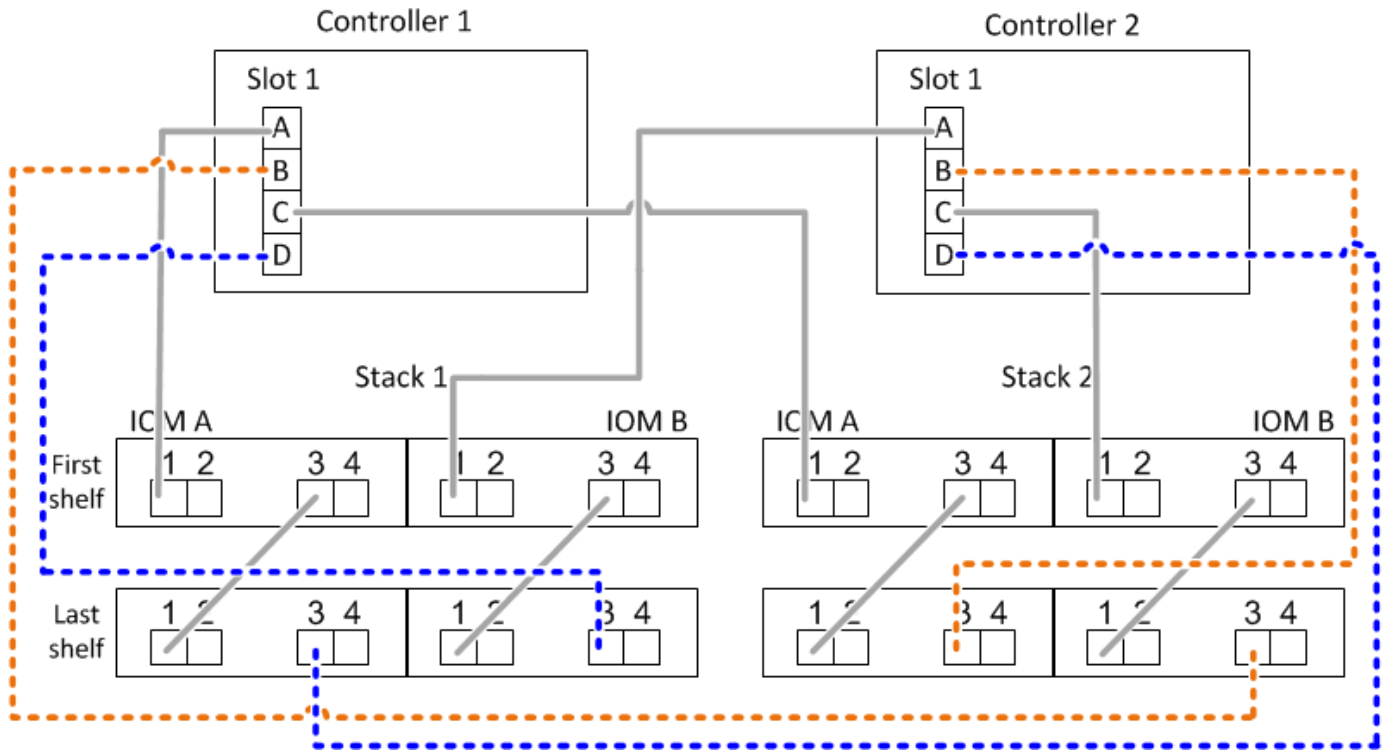 Controller 1
Controller 2
Slot 1
Slot 1
A
A
B
B
C
C
D
D
Stack 1
Stack 2
IOM A
IOM B
IOM A
IOM B
First shelf
1 2 3 4 1 2 3 4
1 2 3 4 1 2 3 4
Last shelf
1 2 3 4 1 2 3 4
1 2 3 4 1 2 3 4